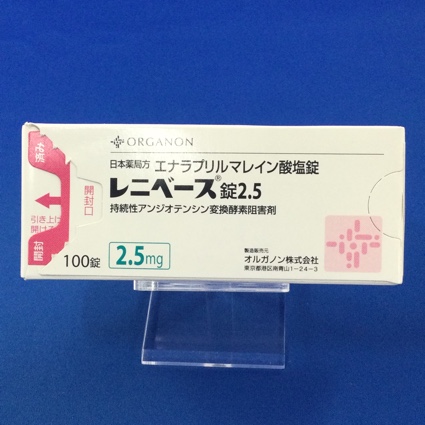 ORGANON
日本薬局方 エナラプリルマレイン酸塩錠
レニベース®錠2.5
持続性アンジオテンシン変換酵素阻害剤
開封口
引き上げ
開封
100錠
2.5mg
製造販売元
オルガノン株式会社
東京都港区南青山1-24-3